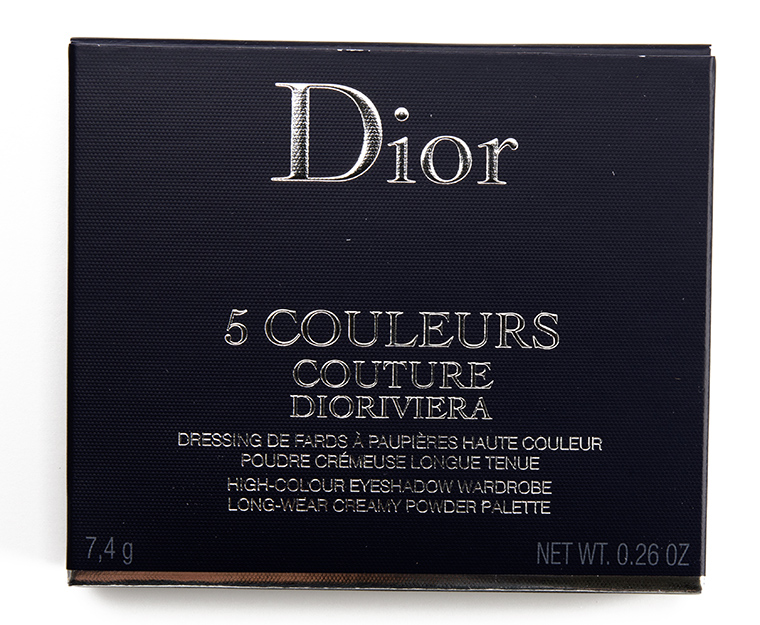 Dior
5 COULEURS
COUTURE
DIORIVIERA
DRESSING DE FARDS À PAUPIÈRES HAUTE COULEUR
POUDRE CRÉMEUSE LONGUE TENUE
HIGH-COLOUR EYESHADOW WARDROBE
LONG-WEAR CREAMY POWDER PALETTE
7,4 g NET WT. 0.26 OZ